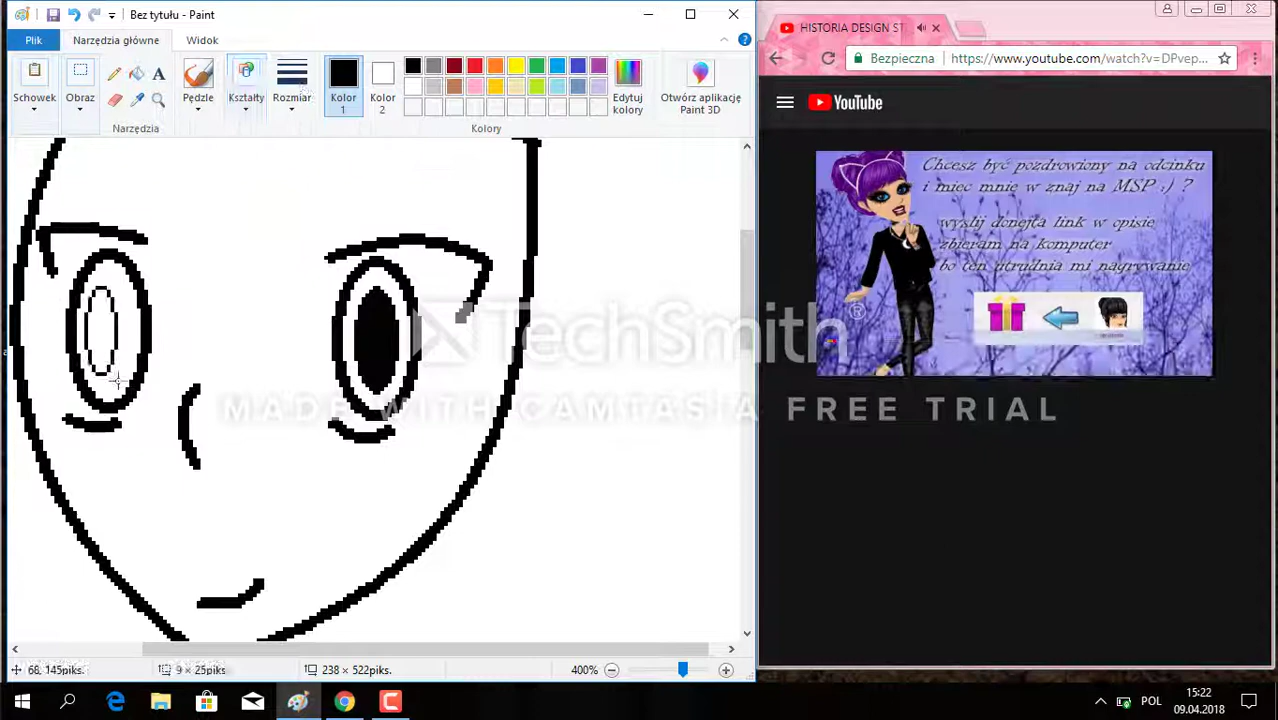 Bez tytułu - Paint
Plik
Narzędzia główne
Widok
Schowek
Obraz
Narzędzia
Pędzle
Kształty
Rozmiar
Kolor 1
Kolor 2
Edytuj kolory
Otwórz aplikację Paint 3D
Kolory
HISTORIA DESIGN ST
Bezpieczna
https://www.youtube.com/watch?v=DPvep...
YouTube
Chcesz być pozdrowiony na odcinku
i miec mnie w znaj na MSP :) ?
wyslij donejta link w opisie
zbieram na komputer
bo ten utrudnia mi nagrywanie
TechSmith®
MADE WITH CAMTASIA FREE TRIAL
68, 145piks.
9 × 25piks
238 × 522piks.
400%
POL
15:22
09.04.2018